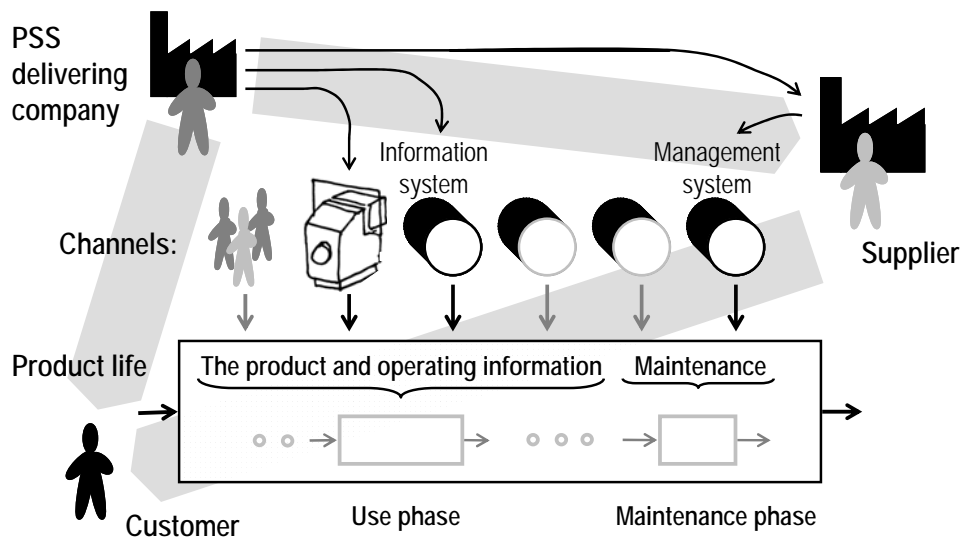 PSS
delivering
company
Information
system
Management
system
Channels:
Supplier
Product life
The product and operating information
Maintenance
Customer
Use phase
Maintenance phase